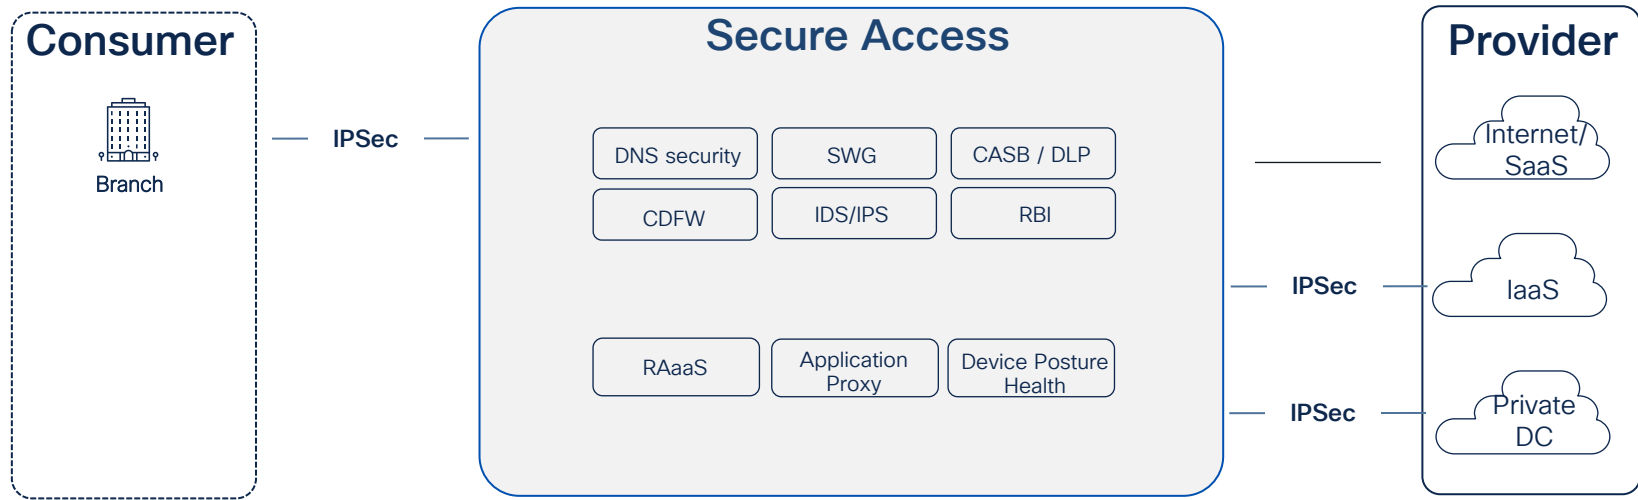 Consumer
Branch
IPSec
Secure Access
DNS security
SWG
CASB / DLP
CDFW
IDS/IPS
RBI
RAaaS
Application
Proxy
Device Posture
Health
IPSec
IPSec
Provider
Internet/
SaaS
IaaS
Private
DC